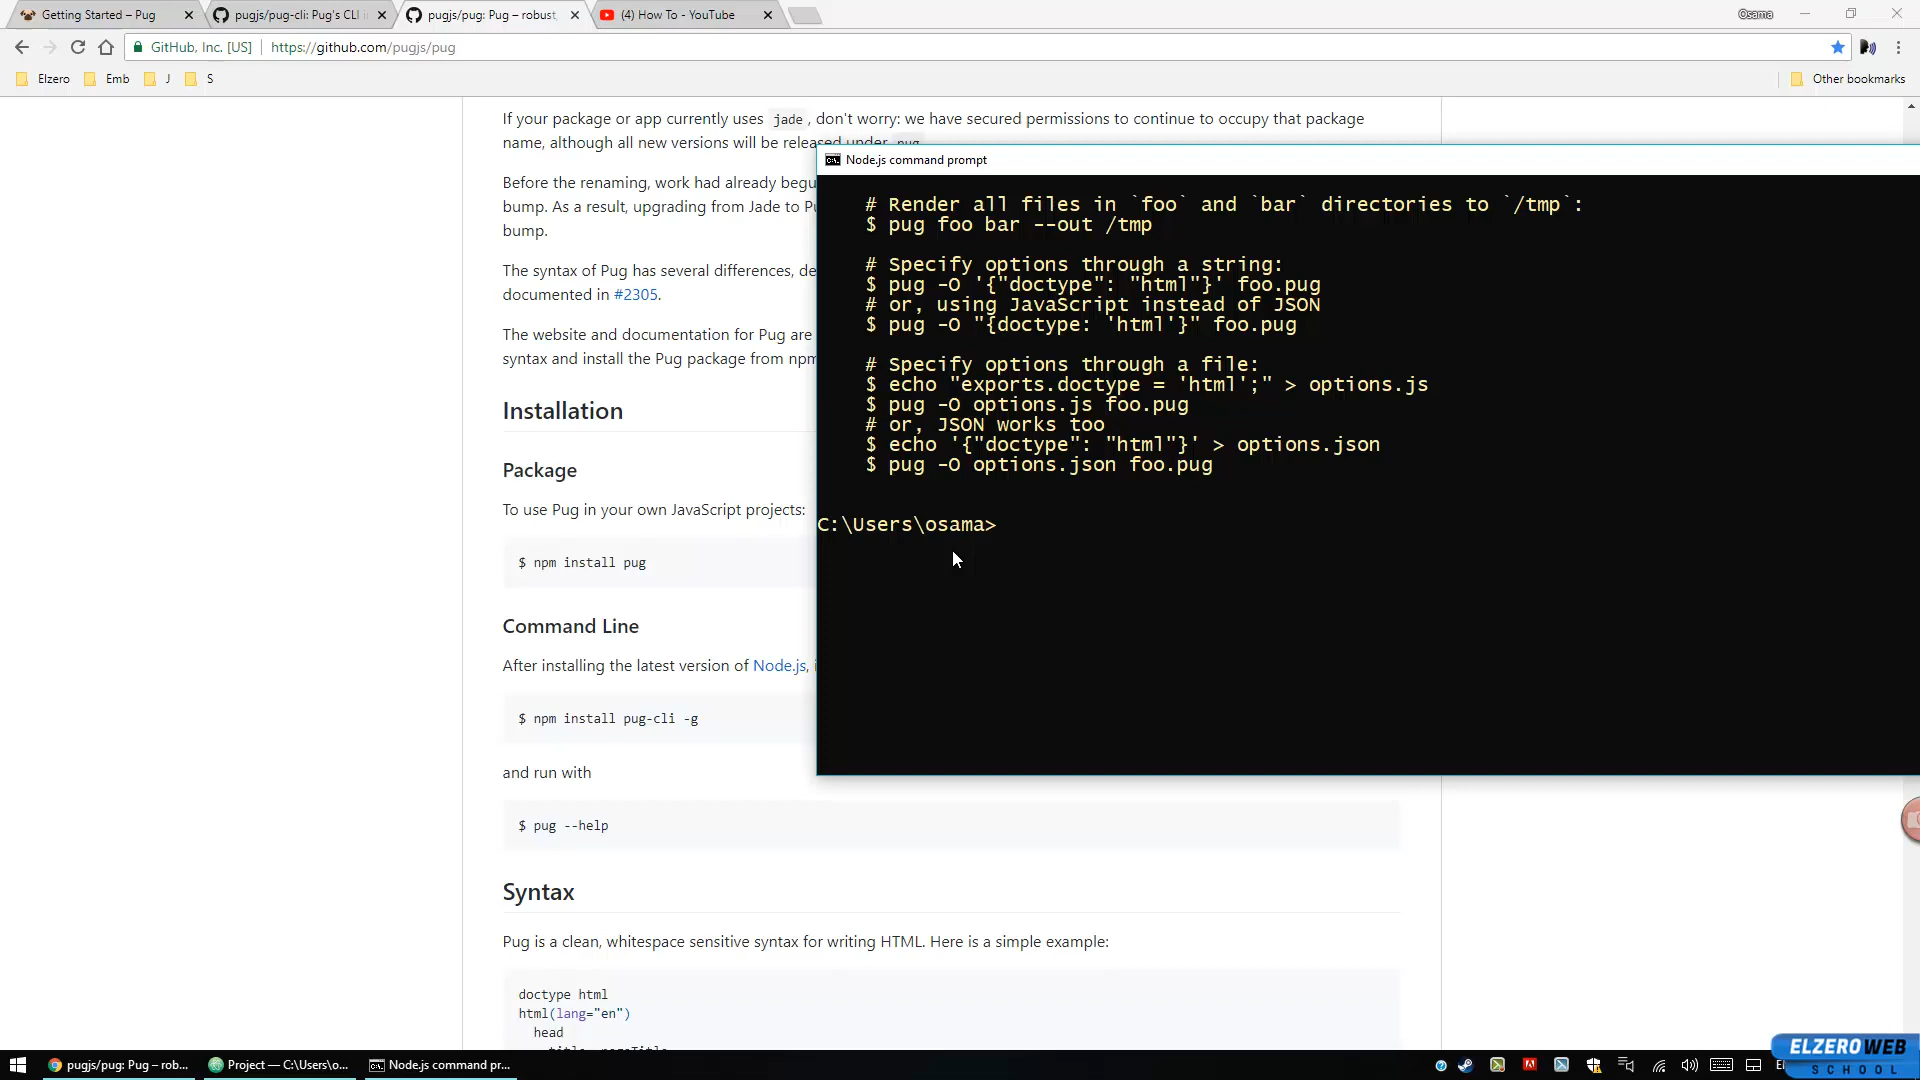 Getting Started – Pug
pugjs/pug-cli: Pug's CLI i
pugjs/pug: Pug – robust,
(4) How To - YouTube
Osama
GitHub, Inc. [US]
https://github.com/pugjs/pug
Elzero
Emb
J
S
Other bookmarks
If your package or app currently uses jade, don't worry: we have secured permissions to continue to occupy that package
name, although all new versions will be released under pug.
Before the renaming, work had already begu
bump. As a result, upgrading from Jade to Pu
bump.
The syntax of Pug has several differences, de
documented in #2305.
The website and documentation for Pug are
syntax and install the Pug package from npm
Installation
Package
To use Pug in your own JavaScript projects:
$ npm install pug
Command Line
After installing the latest version of Node.js, i
$ npm install pug-cli -g
and run with
$ pug --help
Syntax
Pug is a clean, whitespace sensitive syntax for writing HTML. Here is a simple example:
doctype html
html(lang="en")
head
title= pageTitle
Node.js command prompt
# Render all files in `foo` and `bar` directories to `/tmp`:
$ pug foo bar --out /tmp
# Specify options through a string:
$ pug -O '{"doctype": "html"}' foo.pug
# or, using JavaScript instead of JSON
$ pug -O "{doctype: 'html'}" foo.pug
# Specify options through a file:
$ echo "exports.doctype = 'html';" > options.js
$ pug -O options.js foo.pug
# or, JSON works too
$ echo '{"doctype": "html"}' > options.json
$ pug -O options.json foo.pug
C:\Users\osama>
pugjs/pug: Pug – rob...
Project — C:\Users\o...
Node.js command pr...
ELZEROWEB
SCHOOL